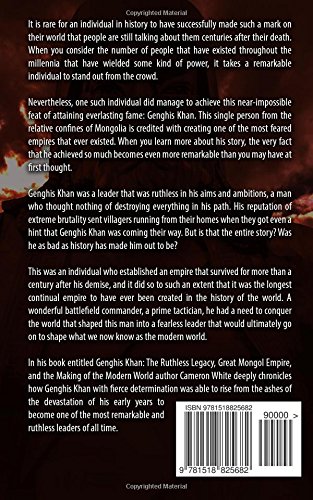 It is rare for an individual in history to have successfully made such a mark on
their world that people are still talking about them centuries after their death.
When you consider the number of people that have existed throughout the
millennia that have wielded some kind of power, it takes a remarkable
individual to stand out from the crowd.
Nevertheless, one such individual did manage to achieve this near-impossible
feat of attaining everlasting fame: Genghis Khan. This single person from the
relative confines of Mongolia is credited with creating one of the most feared
empires that ever existed. When you learn more about his story, the very fact
that he achieved so much becomes even more remarkable than you may have at
first thought.
Genghis Khan was a leader that was ruthless in his aims and ambitions, a man
who thought nothing of destroying everything in his path. His reputation of
extreme brutality sent villagers running from their homes when they got even a
hint that Genghis Khan was coming their way. But is that the entire story? Was
he as bad as history has made him out to be?
This was an individual who established an empire that survived for more than a
century after his demise, and it did so to such an extent that it was the longest
continual empire to have ever been created in the history of the world. A
wonderful battlefield commander, a prime tactician, he had a need to conquer
the world that shaped this man into a fearless leader that would ultimately go
on to shape what we now know as the modern world.
In his book entitled Genghis Khan: The Ruthless Legacy, Great Mongol Empire,
and the Making of the Modern World author Cameron White deeply chronicles
how Genghis Khan with fierce determination was able to rise from the ashes of
the devastation of his early years to
become one of the most remarkable and
ruthless leaders of all time.
ISBN 9781518825682
90000 >
9 781518 825682